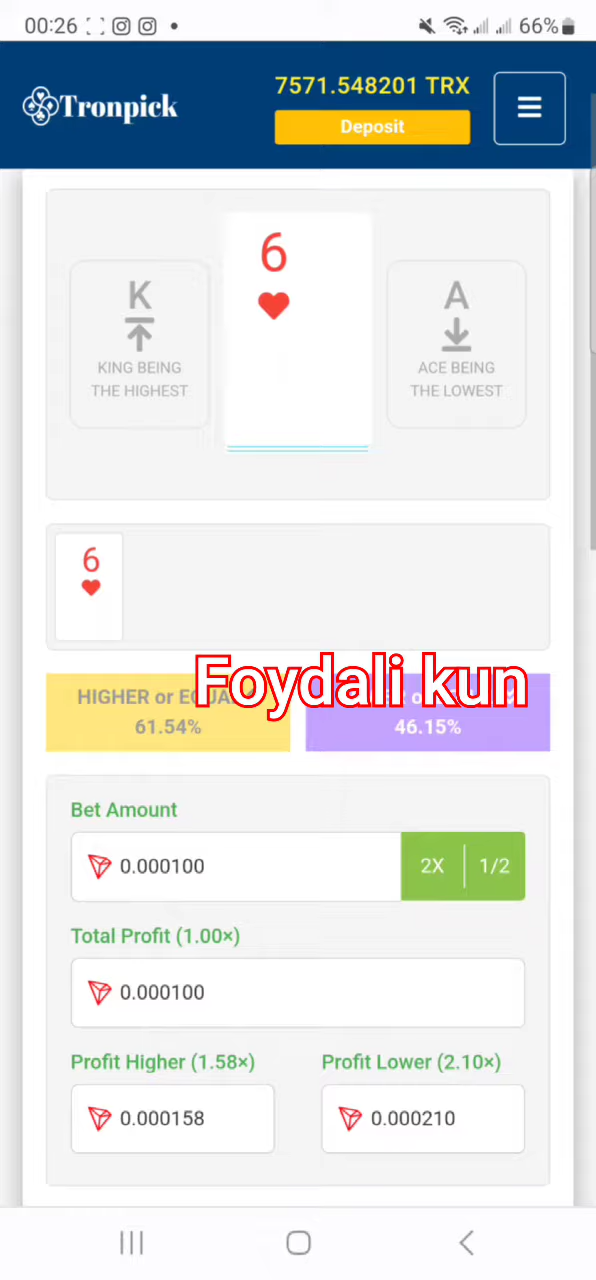 00:26
66%
Tronpick
7571.548201 TRX
Deposit
K
KING BEING
THE HIGHEST
6
A
ACE BEING
THE LOWEST
6
Foydali kun
HIGHER or
61.54%
46.15%
Bet Amount
0.000100
2X
1/2
Total Profit (1.00×)
0.000100
Profit Higher (1.58×)
Profit Lower (2.10×)
0.000158
0.000210